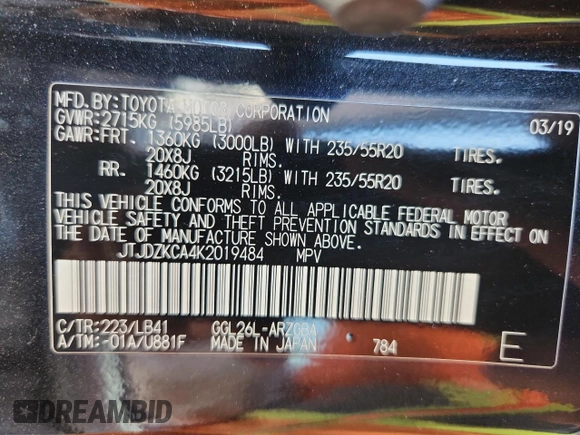 MFD.BY:TOYOTA MOTOR CORPORATION 03/19
GVWR:2715KG (5985LB)
GAWR:FRT. 1360KG (3000LB) WITH 235/55R20 TIRES.
20X8J RIMS.
RR. 1460KG (3215LB) WITH 235/55R20 TIRES.
20X8J RIMS.
THIS VEHICLE CONFORMS TO ALL APPLICABLE FEDERAL MOTOR
VEHICLE SAFETY AND THEFT PREVENTION STANDARDS IN EFFECT ON
THE DATE OF MANUFACTURE SHOWN ABOVE.
JTJDZKCA4K2019484 MPV
C/TR:223/LB41 GGL26L-ARZGBA
A/TM:-01A/U881F MADE IN JAPAN 784 E
DREAMBID